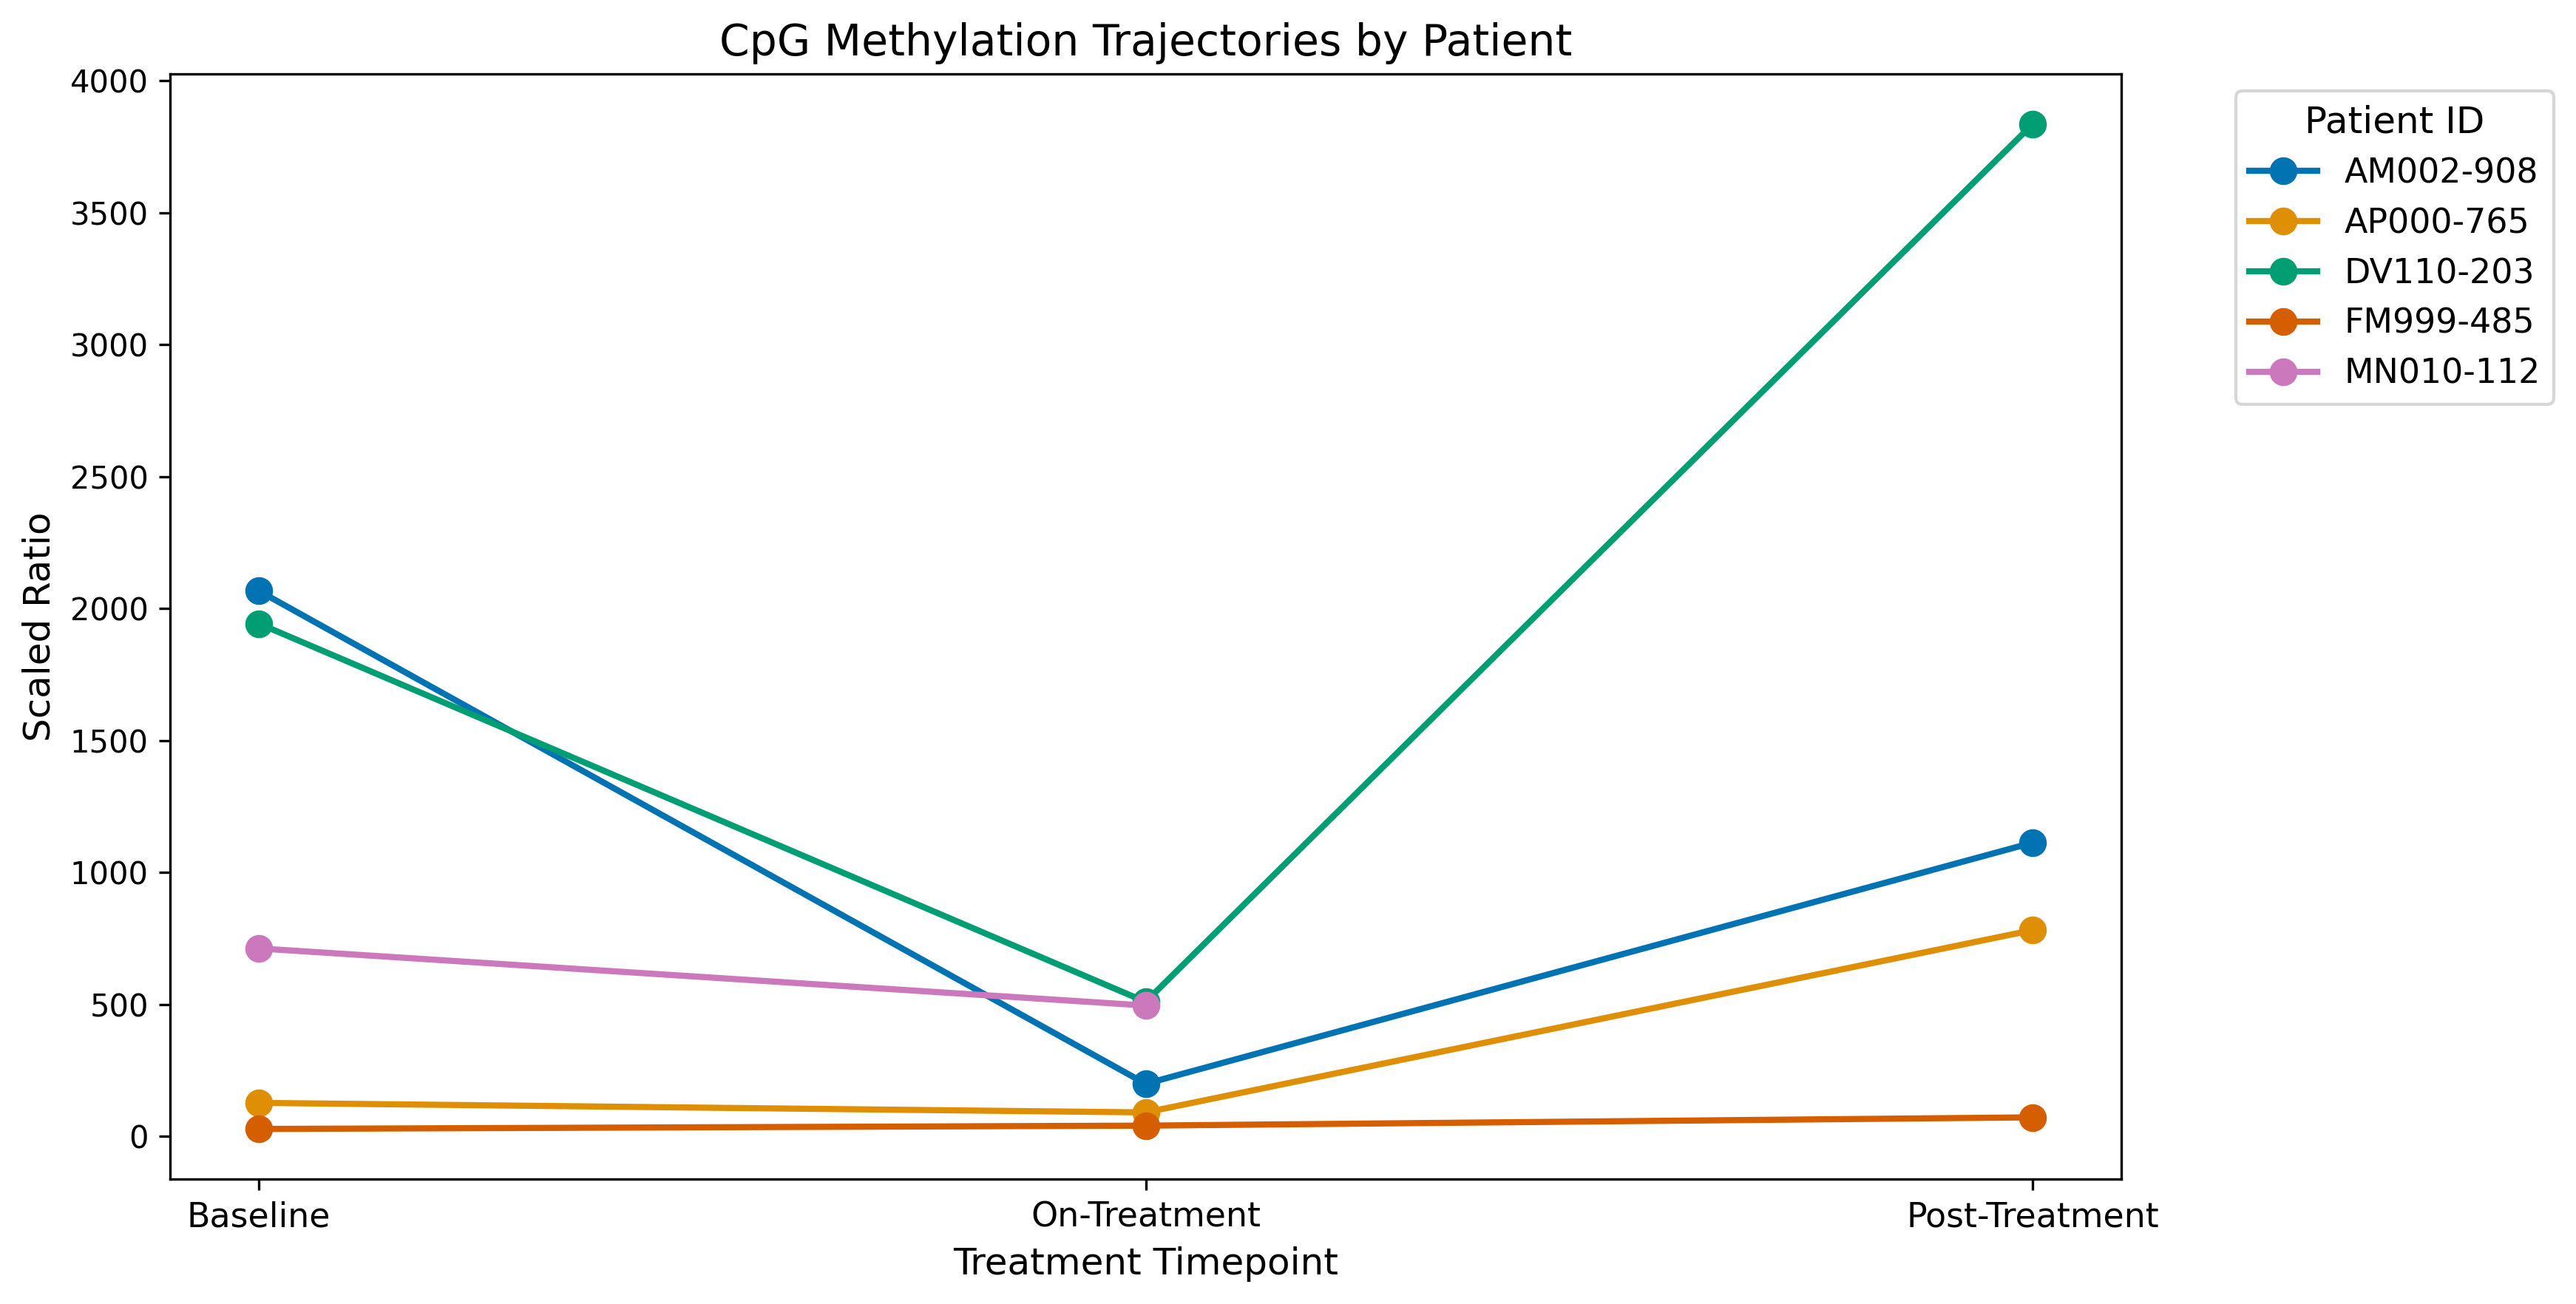 CpG Methylation Trajectories by Patient
4000
3500
3000
2500
2000
1500
1000
500
0
Scaled Ratio
Baseline
On-Treatment
Post-Treatment
Treatment Timepoint
Patient ID
AM002-908
AP000-765
DV110-203
FM999-485
MN010-112